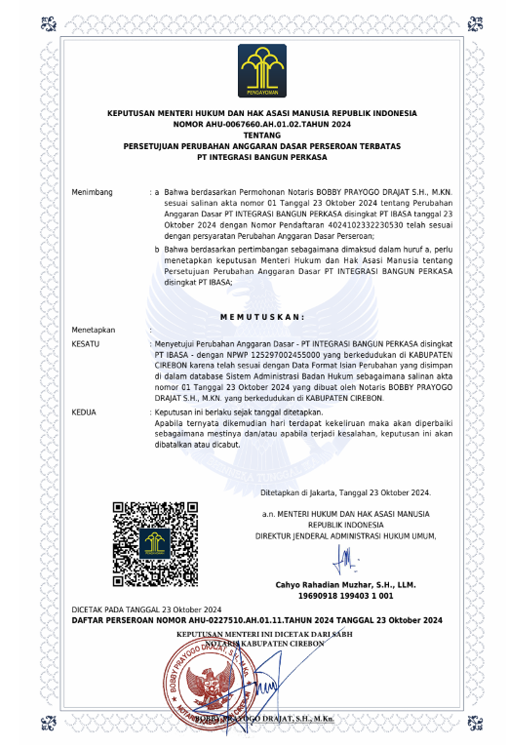 PENGAYOMAN
KEPUTUSAN MENTERI HUKUM DAN HAK ASASI MANUSIA REPUBLIK INDONESIA
NOMOR AHU-0067660.AH.01.02.TAHUN 2024
TENTANG
PERSETUJUAN PERUBAHAN ANGGARAN DASAR PERSEROAN TERBATAS
PT INTEGRASI BANGUN PERKASA
Menimbang : a Bahwa berdasarkan Permohonan Notaris BOBBY PRAYOGO DRAJAT S.H., M.KN.
sesuai salinan akta nomor 01 Tanggal 23 Oktober 2024 tentang Perubahan
Anggaran Dasar PT INTEGRASI BANGUN PERKASA disingkat PT IBASA tanggal 23
Oktober 2024 dengan Nomor Pendaftaran 4024102332230530 telah sesuai
dengan persyaratan Perubahan Anggaran Dasar Perseroan;
b Bahwa berdasarkan pertimbangan sebagaimana dimaksud dalam huruf a, perlu
menetapkan keputusan Menteri Hukum dan Hak Asasi Manusia tentang
Persetujuan Perubahan Anggaran Dasar PT INTEGRASI BANGUN PERKASA
disingkat PT IBASA;
M E M U T U S K A N :
Menetapkan :
KESATU : Menyetujui Perubahan Anggaran Dasar - PT INTEGRASI BANGUN PERKASA disingkat
PT IBASA - dengan NPWP 125297002455000 yang berkedudukan di KABUPATEN
CIREBON karena telah sesuai dengan Data Format Isian Perubahan yang disimpan
di dalam database Sistem Administrasi Badan Hukum sebagaimana salinan akta
nomor 01 Tanggal 23 Oktober 2024 yang dibuat oleh Notaris BOBBY PRAYOGO
DRAJAT S.H., M.KN. yang berkedudukan di KABUPATEN CIREBON.
KEDUA : Keputusan ini berlaku sejak tanggal ditetapkan.
Apabila ternyata dikemudian hari terdapat kekeliruan maka akan diperbaiki
sebagaimana mestinya dan/atau apabila terjadi kesalahan, keputusan ini akan
dibatalkan atau dicabut.
Ditetapkan di Jakarta, Tanggal 23 Oktober 2024.
a.n. MENTERI HUKUM DAN HAK ASASI MANUSIA
REPUBLIK INDONESIA
DIREKTUR JENDERAL ADMINISTRASI HUKUM UMUM,
Cahyo Rahadian Muzhar, S.H., LLM.
19690918 199403 1 001
DICETAK PADA TANGGAL 23 Oktober 2024
DAFTAR PERSEROAN NOMOR AHU-0227510.AH.01.11.TAHUN 2024 TANGGAL 23 Oktober 2024
KEPUTUSAN MENTERI INI DICETAK DARI SABH
NOTARIS KABUPATEN CIREBON
BOBBY PRAYOGO DRAJAT, S.H., M.Kn.
BOBBY PRAYOGO DRAJAT, S.H., M.Kn.